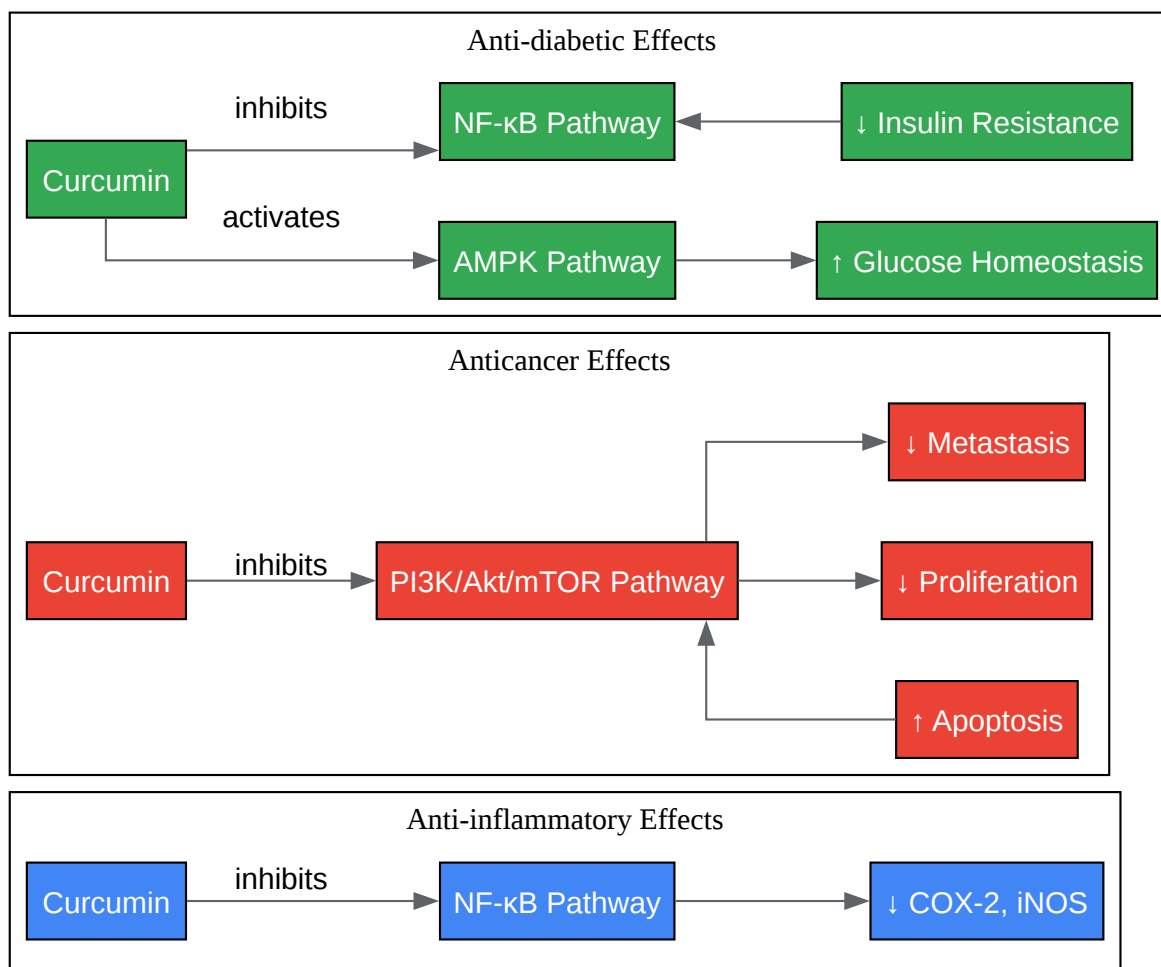 Anti-diabetic Effects
inhibits
NF-κB Pathway
↓ Insulin Resistance
Curcumin
activates
AMPK Pathway
↑ Glucose Homeostasis
Anticancer Effects
↓ Metastasis
Curcumin
inhibits
PI3K/Akt/mTOR Pathway
↓ Proliferation
↑ Apoptosis
Anti-inflammatory Effects
Curcumin
inhibits
NF-κB Pathway
↓ COX-2, iNOS